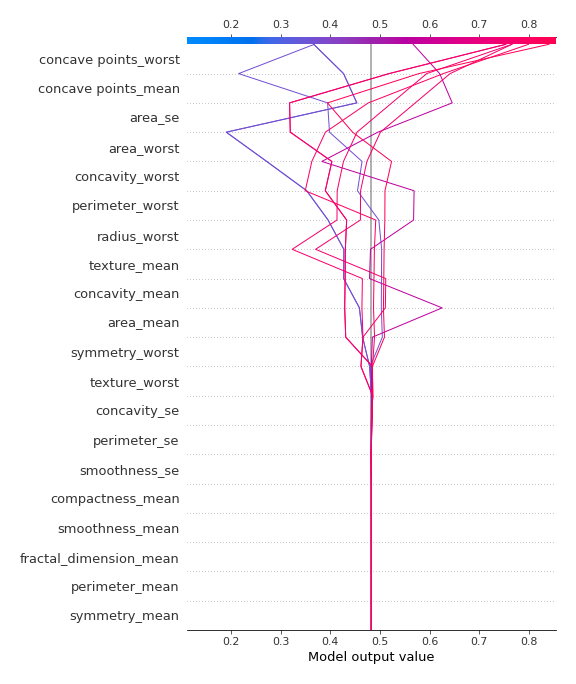 0.2 0.3 0.4 0.5 0.6 0.7 0.8
concave points_worst
concave points_mean
area_se
area_worst
concavity_worst
perimeter_worst
radius_worst
texture_mean
concavity_mean
area_mean
symmetry_worst
texture_worst
concavity_se
perimeter_se
smoothness_se
compactness_mean
smoothness_mean
fractal_dimension_mean
perimeter_mean
symmetry_mean
0.2 0.3 0.4 0.5 0.6 0.7 0.8
Model output value